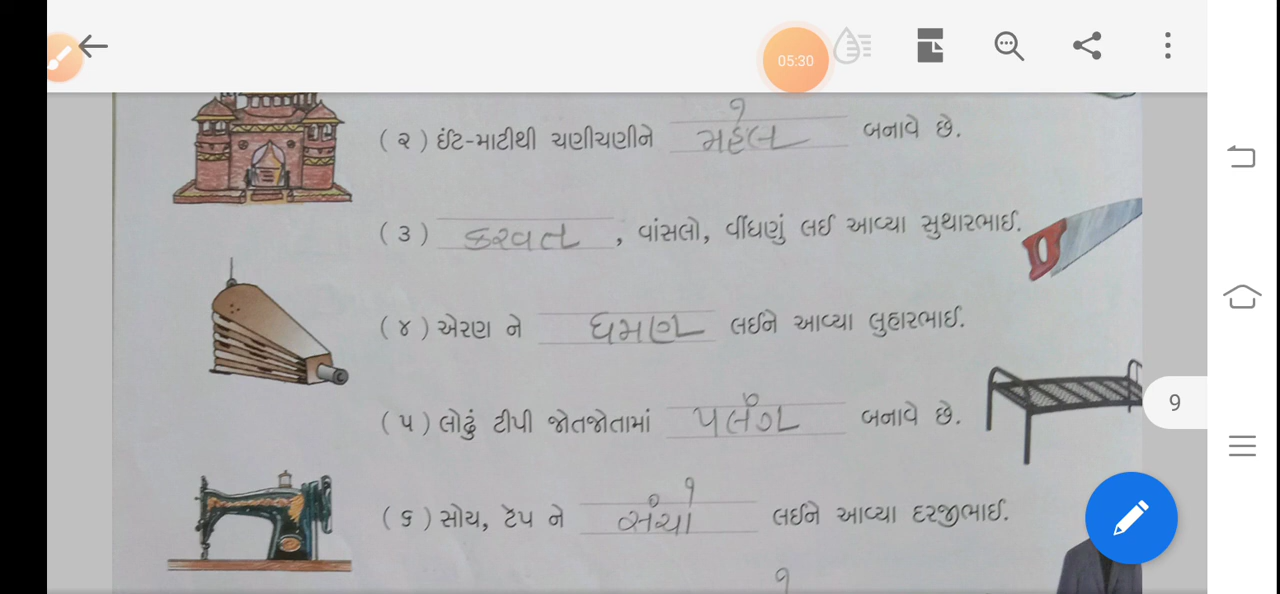 05:30
(૨) ઈંટ-માટીથી ચણીચણીને મહેલ બનાવે છે.
(૩) કરવત, વાંસલો, વીંધણું લઈ આવ્યા સુથારભાઈ.
(૪) એરણ ને ધમણ લઈને આવ્યા લુહારભાઈ.
9
(૫) લોઢું ટીપી જોતજોતામાં પલંગ બનાવે છે.
(૬) સોય, ટેપ ને સંચો લઈને આવ્યા દરજીભાઈ.